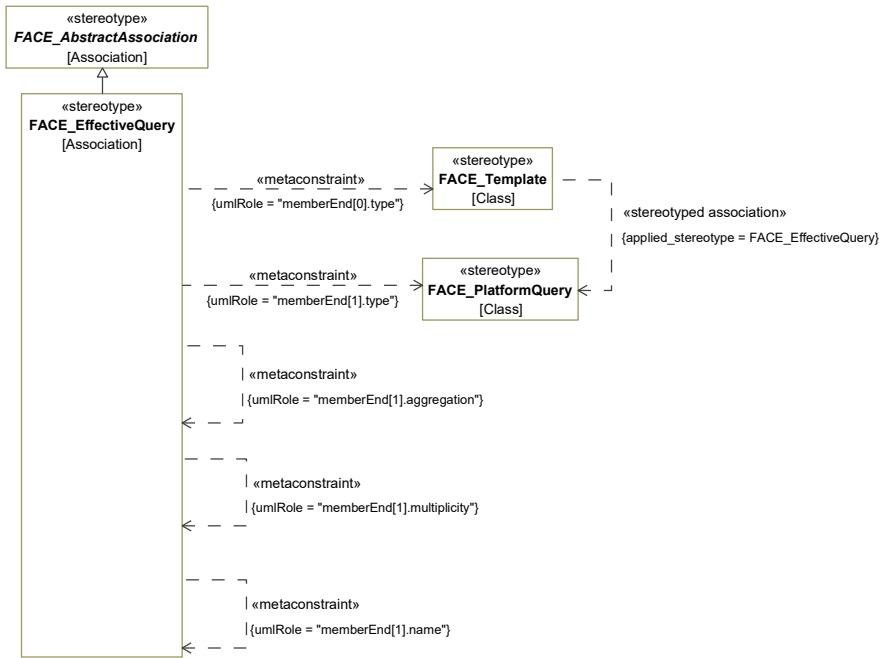 «stereotype»
FACE_AbstractAssociation
[Association]
«stereotype»
FACE_EffectiveQuery
[Association]
«stereotype»
FACE_Template
[Class]
«metaconstraint»
{umlRole = "memberEnd[0].type"}
«stereotyped association»
{applied_stereotype = FACE_EffectiveQuery}
«stereotype»
FACE_PlatformQuery
[Class]
«metaconstraint»
{umlRole = "memberEnd[1].type"}
«metaconstraint»
{umlRole = "memberEnd[1].aggregation"}
«metaconstraint»
{umlRole = "memberEnd[1].multiplicity"}
«metaconstraint»
{umlRole = "memberEnd[1].name"}